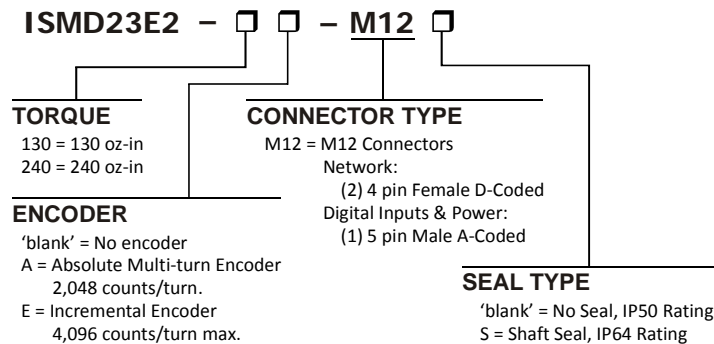 ISMD23E2 – ❒ ❒ – M12 ❒
TORQUE
130 = 130 oz-in
240 = 240 oz-in
ENCODER
‘blank’ = No encoder
A = Absolute Multi-turn Encoder
2,048 counts/turn.
E = Incremental Encoder
4,096 counts/turn max.
CONNECTOR TYPE
M12 = M12 Connectors
Network:
(2) 4 pin Female D-Coded
Digital Inputs & Power:
(1) 5 pin Male A-Coded
SEAL TYPE
‘blank’ = No Seal, IP50 Rating
S = Shaft Seal, IP64 Rating